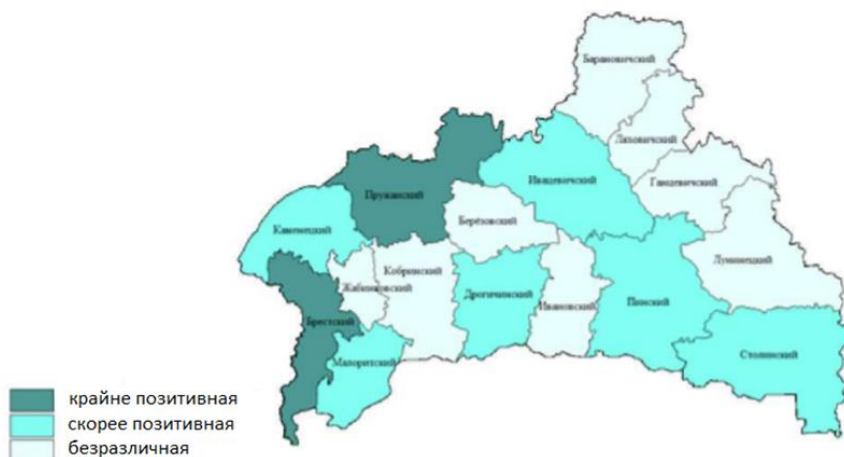 Барановичский
Ляховичский
Ивацевичский
Ганцевичский
Пружанский
Берёзовский
Каменецкий
Лунинецкий
Кобринский
Жабинковский
Дрогичинский
Ивановский
Пинский
Брестский
Столинский
Малоритский
крайне позитивная
скорее позитивная
безразличная